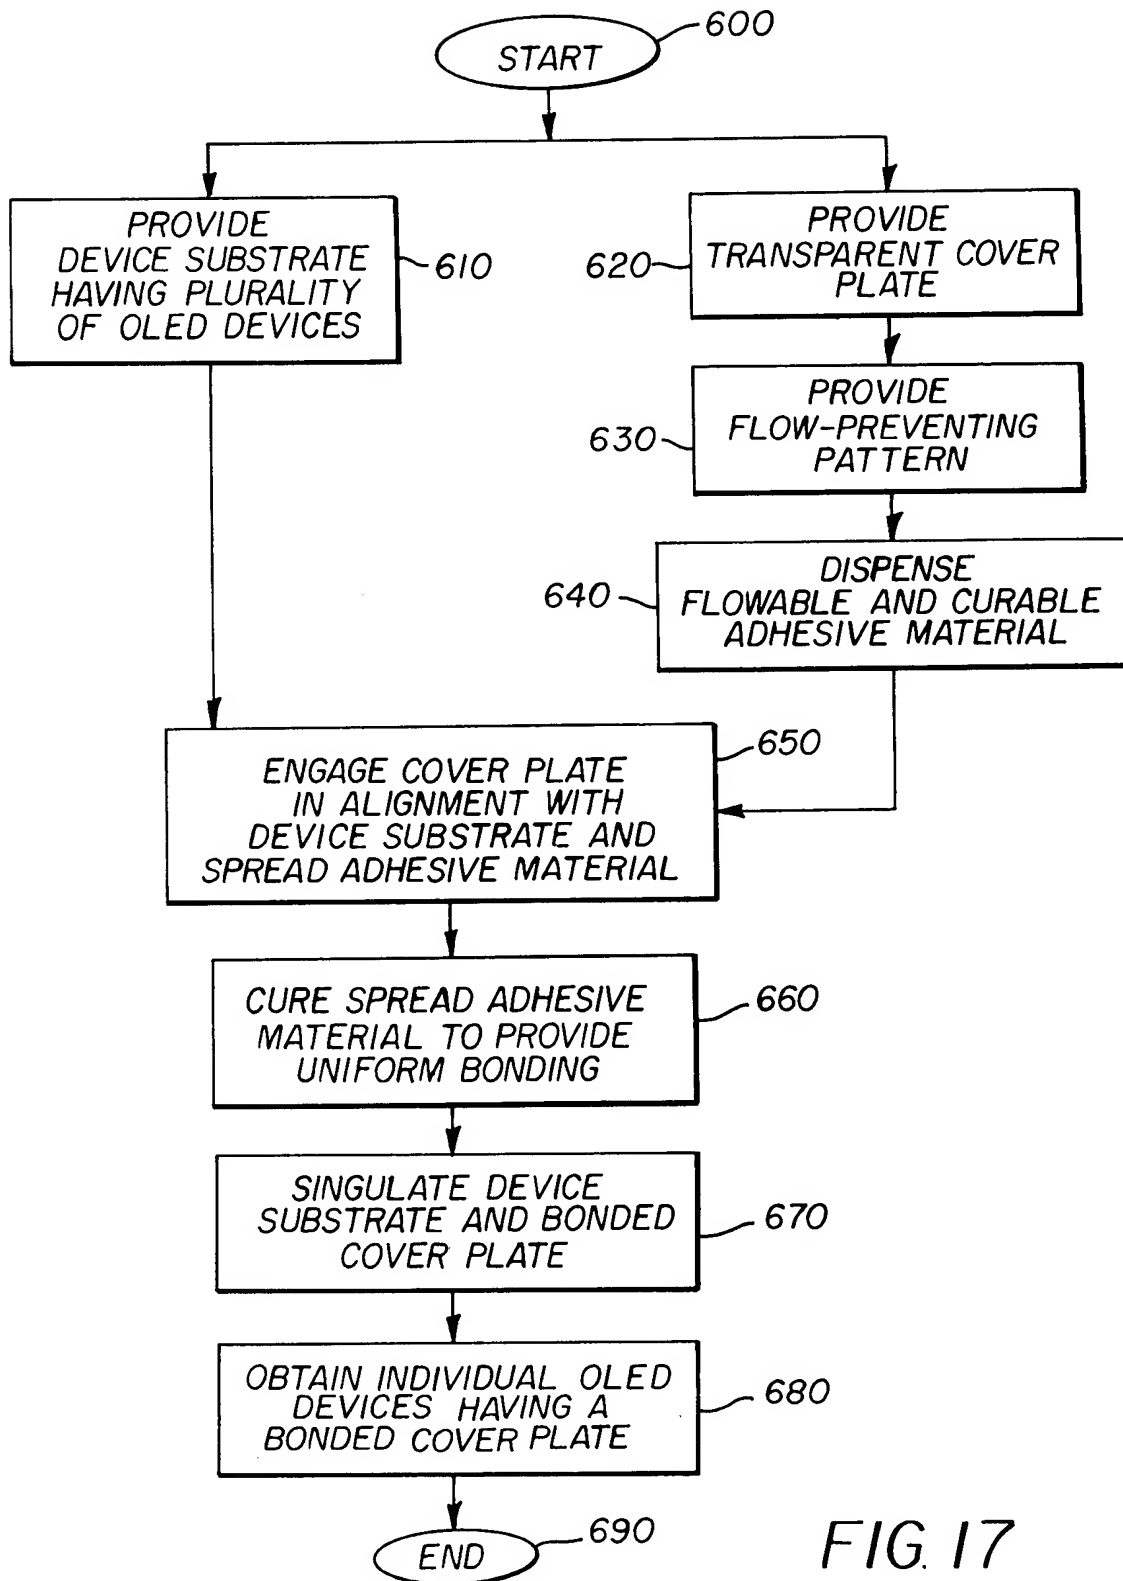 START
600
PROVIDE
DEVICE SUBSTRATE
HAVING PLURALITY
OF OLED DEVICES
610
620
PROVIDE
TRANSPARENT COVER
PLATE
630
PROVIDE
FLOW-PREVENTING
PATTERN
640
DISPENSE
FLOWABLE AND CURABLE
ADHESIVE MATERIAL
650
ENGAGE COVER PLATE
IN ALIGNMENT WITH
DEVICE SUBSTRATE AND
SPREAD ADHESIVE MATERIAL
CURE SPREAD ADHESIVE
MATERIAL TO PROVIDE
UNIFORM BONDING
660
SINGULATE DEVICE
SUBSTRATE AND BONDED
COVER PLATE
670
OBTAIN INDIVIDUAL OLED
DEVICES HAVING A
BONDED COVER PLATE
680
END
690
FIG. 17